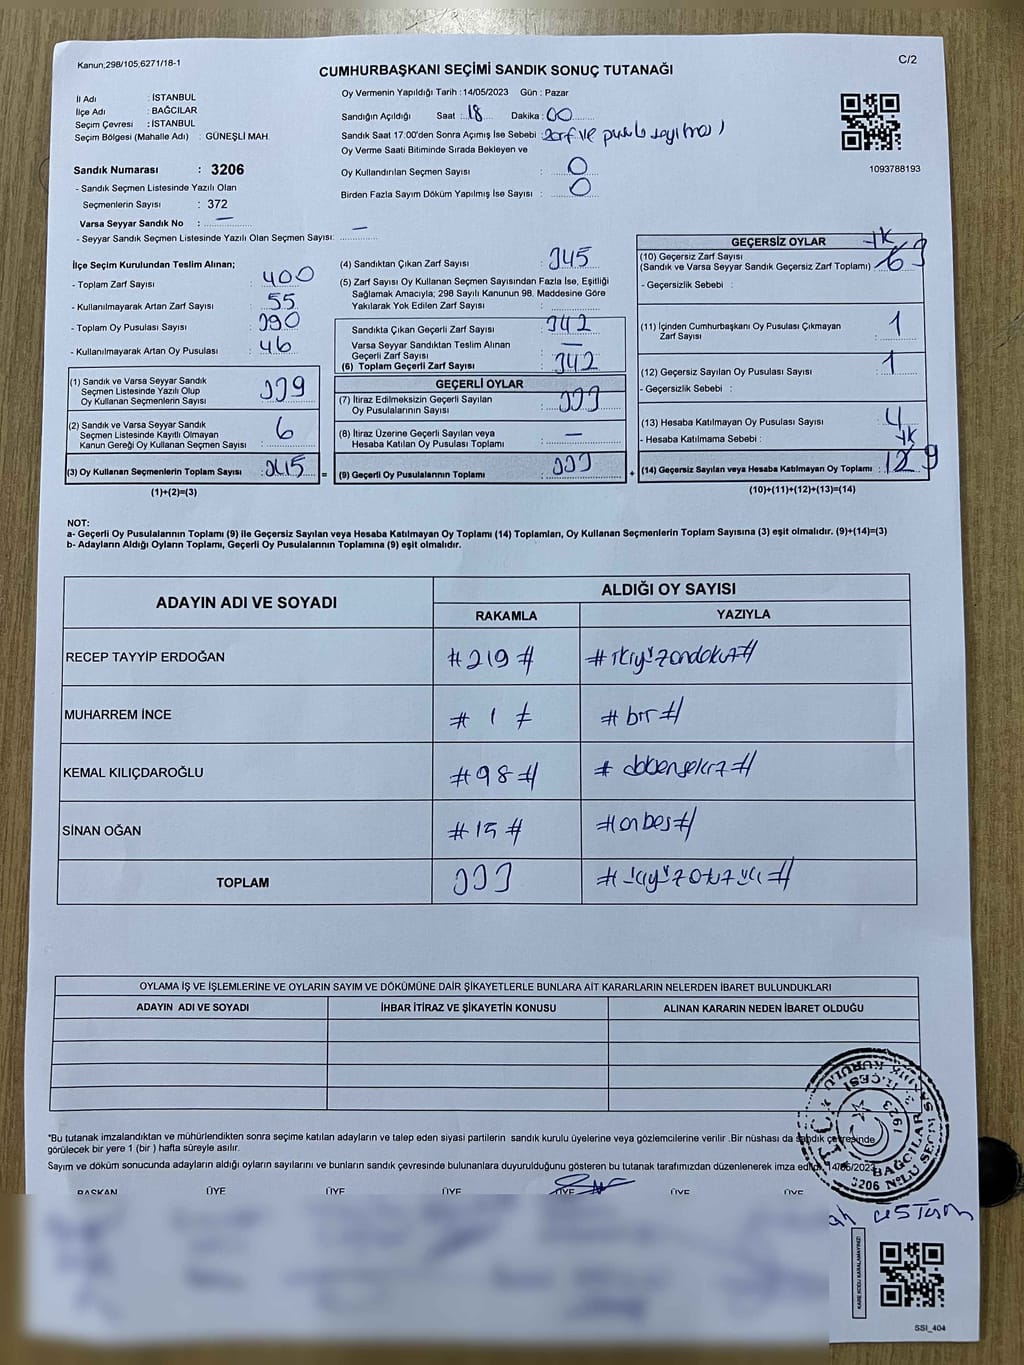 Kanun,298/105,6271/18-1
C/2
CUMHURBAŞKANI SEÇİMİ SANDIK SONUÇ TUTANAĞI
İl Adı : İSTANBUL
İlçe Adı : BAĞCILAR
Seçim Çevresi : İSTANBUL
Seçim Bölgesi (Mahalle Adı) : GÜNEŞLİ MAH.
Sandık Numarası : 3206
- Sandık Seçmen Listesinde Yazılı Olan
Seçmenlerin Sayısı : 372
Varsa Seyyar Sandık No : —
- Seyyar Sandık Seçmen Listesinde Yazılı Olan Seçmen Sayısı: —
Oy Vermenin Yapıldığı Tarih : 14/05/2023 Gün : Pazar
Sandığın Açıldığı Saat : 18 Dakika : 00
Sandık Saat 17:00'den Sonra Açımış İse Sebebi : zarf ve pusula sayılması
Oy Verme Saati Bitiminde Sırada Bekleyen ve
Oy Kullandırılan Seçmen Sayısı : 0
Birden Fazla Sayım Döküm Yapılmış İse Sayısı : 0
1093788193
İlçe Seçim Kurulundan Teslim Alınan;
- Toplam Zarf Sayısı : 400
- Kullanılmayarak Artan Zarf Sayısı : 55
- Toplam Oy Pusulası Sayısı : 390
- Kullanılmayarak Artan Oy Pusulası : 46
(1) Sandık ve Varsa Seyyar Sandık
Seçmen Listesinde Yazılı Olup
Oy Kullanan Seçmenlerin Sayısı : 339
(2) Sandık ve Varsa Seyyar Sandık
Seçmen Listesinde Kayıtlı Olmayan
Kanun Gereği Oy Kullanan Seçmen Sayısı : 6
(3) Oy Kullanan Seçmenlerin Toplam Sayısı : 345 =
(1)+(2)=(3)
(4) Sandıktan Çıkan Zarf Sayısı : 345
(5) Zarf Sayısı Oy Kullanan Seçmen Sayısından Fazla İse, Eşitliği
Sağlamak Amacıyla; 298 Sayılı Kanunun 98. Maddesine Göre
Yakılarak Yok Edilen Zarf Sayısı :
Sandıkta Çıkan Geçerli Zarf Sayısı : 342
Varsa Seyyar Sandıktan Teslim Alınan
Geçerli Zarf Sayısı : —
(6) Toplam Geçerli Zarf Sayısı : 342
GEÇERLİ OYLAR
(7) İtiraz Edilmeksizin Geçerli Sayılan
Oy Pusulalarının Sayısı : 333
(8) İtiraz Üzerine Geçerli Sayılan veya
Hesaba Katılan Oy Pusulası Toplamı : —
(9) Geçerli Oy Pusulalarının Toplamı : 333 +
GEÇERSİZ OYLAR
(10) Geçersiz Zarf Sayısı
(Sandık ve Varsa Seyyar Sandık Geçersiz Zarf Toplamı) : 3
- Geçersizlik Sebebi :
(11) İçinden Cumhurbaşkanı Oy Pusulası Çıkmayan
Zarf Sayısı : 1
(12) Geçersiz Sayılan Oy Pusulası Sayısı : 1
- Geçersizlik Sebebi :
(13) Hesaba Katılmayan Oy Pusulası Sayısı : 4
- Hesaba Katılmama Sebebi :
(14) Geçersiz Sayılan veya Hesaba Katılmayan Oy Toplamı : 12 9
(10)+(11)+(12)+(13)=(14)
NOT:
a- Geçerli Oy Pusulalarının Toplamı (9) ile Geçersiz Sayılan veya Hesaba Katılmayan Oy Toplamı (14) Toplamları, Oy Kullanan Seçmenlerin Toplam Sayısına (3) eşit olmalıdır. (9)+(14)=(3)
b- Adayların Aldığı Oyların Toplamı, Geçerli Oy Pusulalarının Toplamına (9) eşit olmalıdır.
ADAYIN ADI VE SOYADI
ALDIĞI OY SAYISI
RAKAMLA YAZIYLA
RECEP TAYYİP ERDOĞAN # 219 # # ikiyüzondokuz #
MUHARREM İNCE # 1 # # bir #
KEMAL KILIÇDAROĞLU # 98 # # doksansekiz #
SİNAN OĞAN # 15 # # onbeş #
TOPLAM 333
OYLAMA İŞ VE İŞLEMLERİNE VE OYLARIN SAYIM VE DÖKÜMÜNE DAİR ŞİKAYETLERLE BUNLARA AİT KARARLARIN NELERDEN İBARET BULUNDUKLARI
ADAYIN ADI VE SOYADI İHBAR İTİRAZ VE ŞİKAYETİN KONUSU ALINAN KARARIN NEDEN İBARET OLDUĞU
*Bu tutanak imzalandıktan ve mühürlendikten sonra seçime katılan adayların ve talep eden siyasi partilerin sandık kurulu üyelerine veya gözlemcilerine verilir .Bir nüshası da sandık çevresinde
görülecek bir yere 1 (bir ) hafta süreyle asılır.
Sayım ve döküm sonucunda adayların aldığı oyların sayılarını ve bunların sandık çevresinde bulunanlara duyurulduğunu gösteren bu tutanak tarafımızdan düzenlenerek imza edildi. 14/05/2023
BAŞKAN ÜYE ÜYE ÜYE ÜYE ÜYE ÜYE
T.C. BAĞCILAR
3206 NOLU SEÇİM SANDIK KURULU
KARE KODU KARALAMAYINIZ!
SSI_404